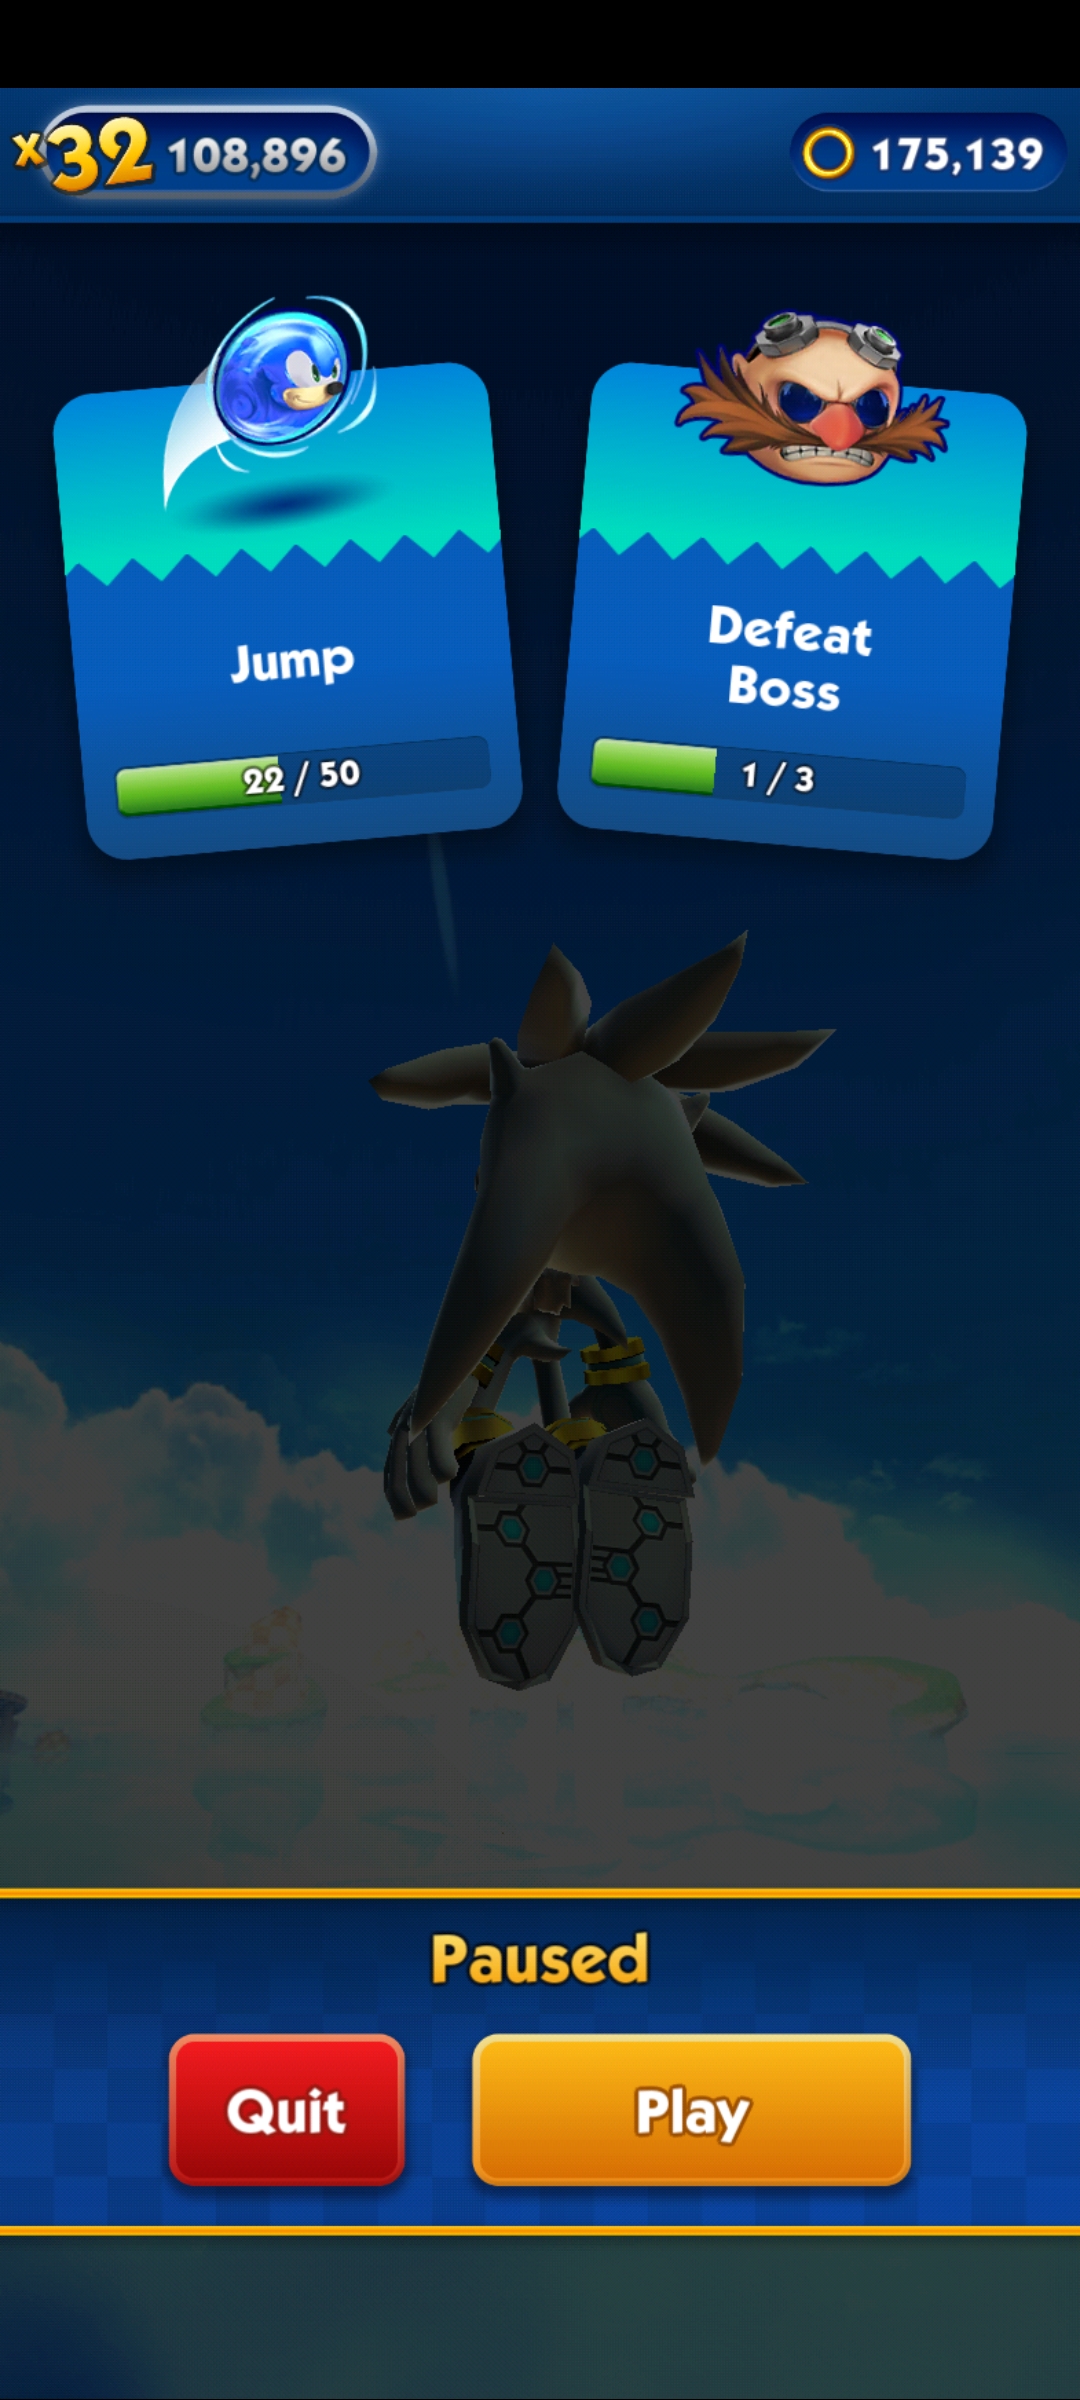 x32 108,896
175,139
Jump
22 / 50
Defeat
Boss
1 / 3
Paused
Quit
Play